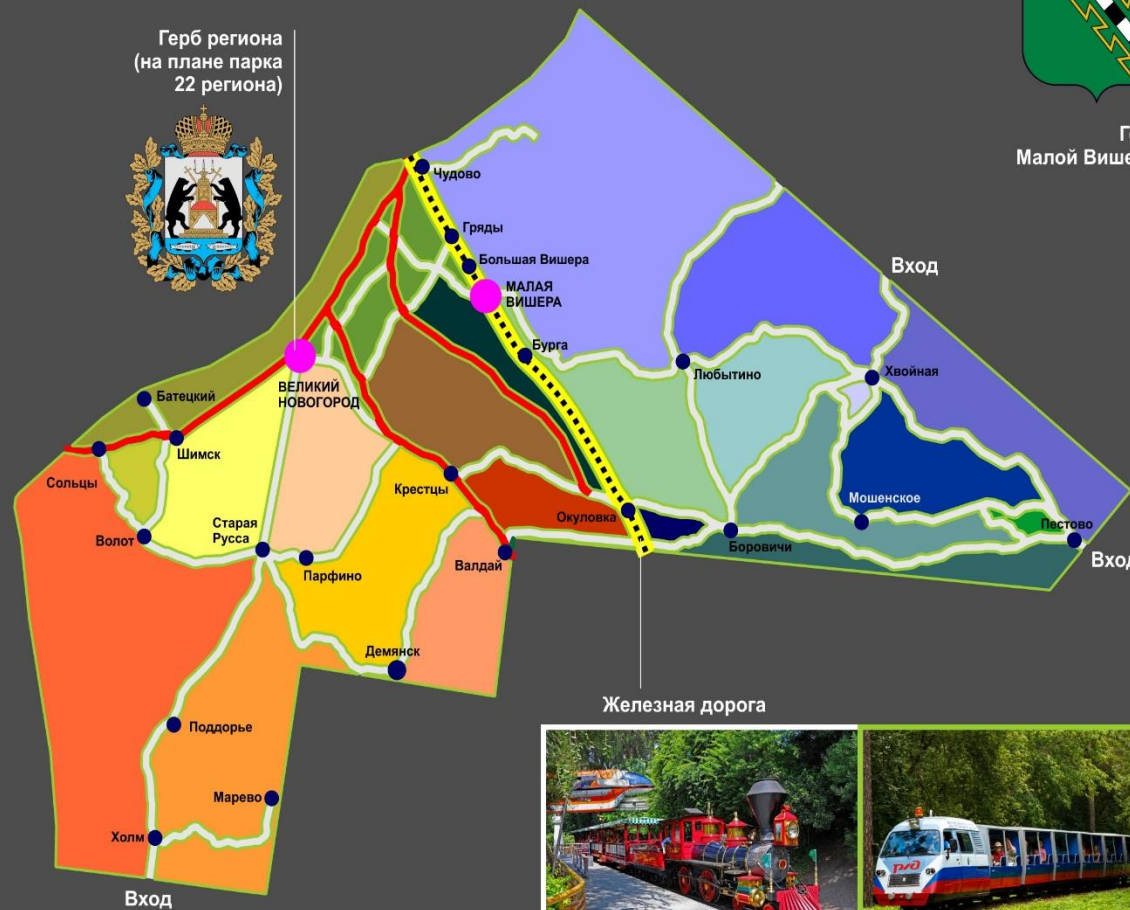 Герб региона
(на плане парка
22 региона)
Малой Више
Чудово
Гряды
Большая Вишера
МАЛАЯ
ВИШЕРА
Вход
Бурга
Любытино
Хвойная
ВЕЛИКИЙ
НОВОГОРОД
Батецкий
Шимск
Сольцы
Крестцы
Окуловка
Мошенское
Пестово
Волот
Старая
Русса
Парфино
Валдай
Боровичи
Вход
Демянск
Железная дорога
Поддорье
Марево
Холм
Вход
РЖД